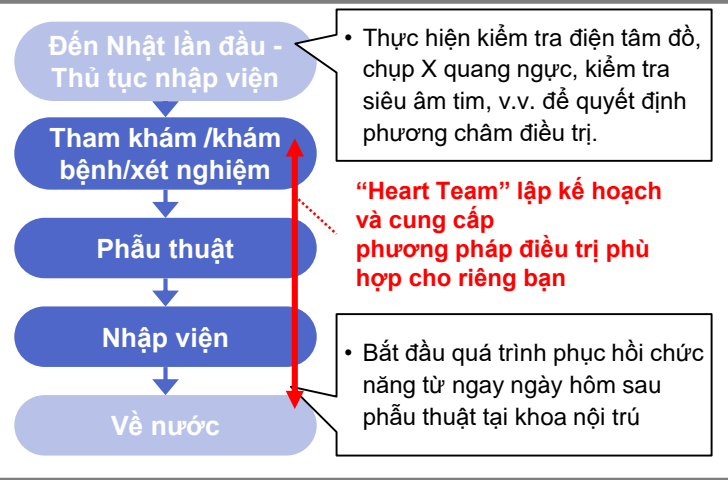 Đến Nhật lần đầu -
Thủ tục nhập viện
• Thực hiện kiểm tra điện tâm đồ,
chụp X quang ngực, kiểm tra
siêu âm tim, v.v. để quyết định
phương châm điều trị.
Tham khám /khám
bệnh/xét nghiệm
“Heart Team” lập kế hoạch
và cung cấp
phương pháp điều trị phù
hợp cho riêng bạn
Phẫu thuật
Nhập viện
• Bắt đầu quá trình phục hồi chức
năng từ ngay ngày hôm sau
phẫu thuật tại khoa nội trú
Về nước